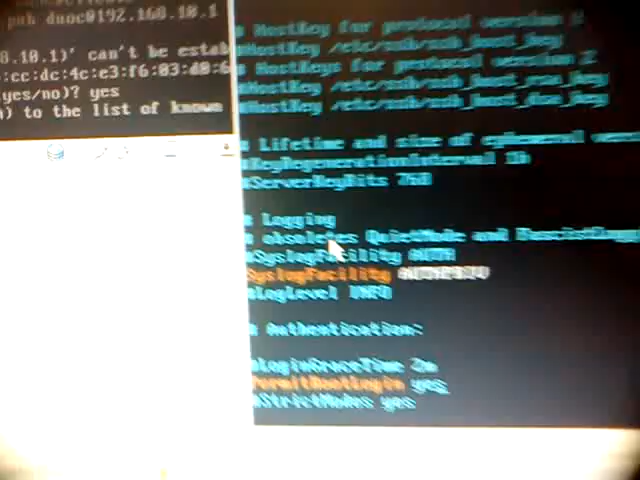 pub duoc@192.168.10.1
8.10.1)' can't be estab
:cc:dc:4c:e3:f6:03:d0:6
yes/no)? yes
) to the list of known
# HostKey for protocol version
#HostKey /etc/ssh/ssh_host_key
# HostKeys for protocol version 2
#HostKey /etc/ssh/ssh_host_rsa_key
#HostKey /etc/ssh/ssh_host_dsa_key
# Lifetime and size of ephemeral vers
#KeyRegenerationInterval 1h
#ServerKeyBits 768
# Logging
# obsoletes QuietMode and FascistLogg
#SyslogFacility AUTH
SyslogFacility AUTHPRIV
#LogLevel INFO
# Authentication:
#LoginGraceTime 2m
PermitRootLogin yes
#StrictModes yes